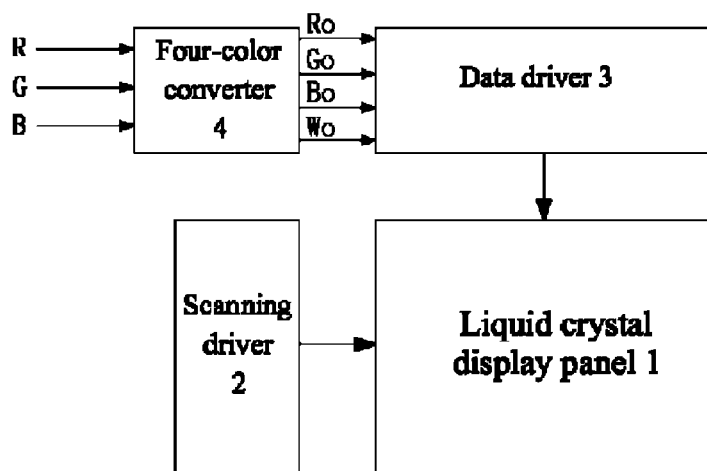 R
G
B
Four-color
converter
4
Ro
Go
Bo
Wo
Data driver 3
Scanning
driver
2
Liquid crystal
display panel 1